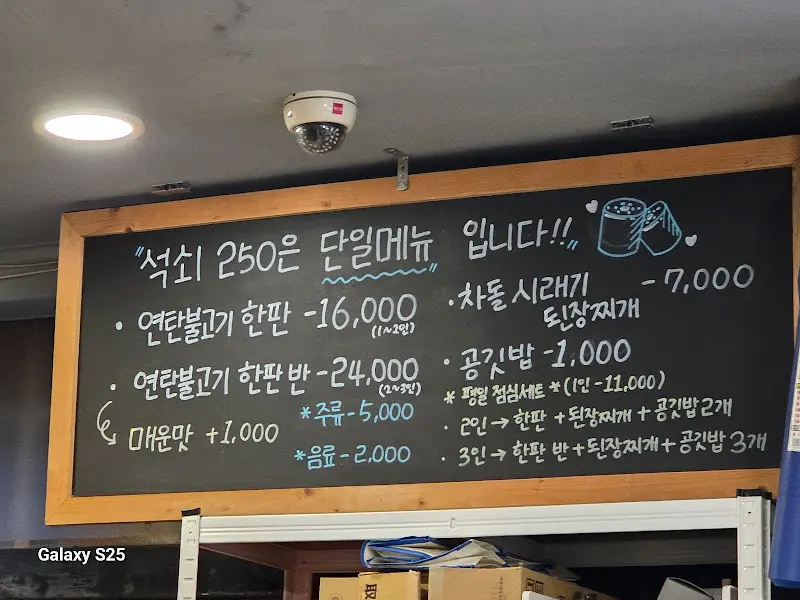 "석쇠 250은 단일메뉴 입니다!!"
· 연탄불고기 한판 -16,000
(1~2인)
· 연탄불고기 한판 반 -24,000
(2~3인)
매운맛 +1,000
*주류-5,000
*음료-2,000
· 차돌 시래기 -7,000
된장찌개
· 공깃밥 -1,000
* 평일 점심세트 * (1인-11,000)
· 2인→ 한판 +된장찌개+공깃밥2개
· 3인→ 한판 반+된장찌개+공깃밥 3개
Galaxy S25